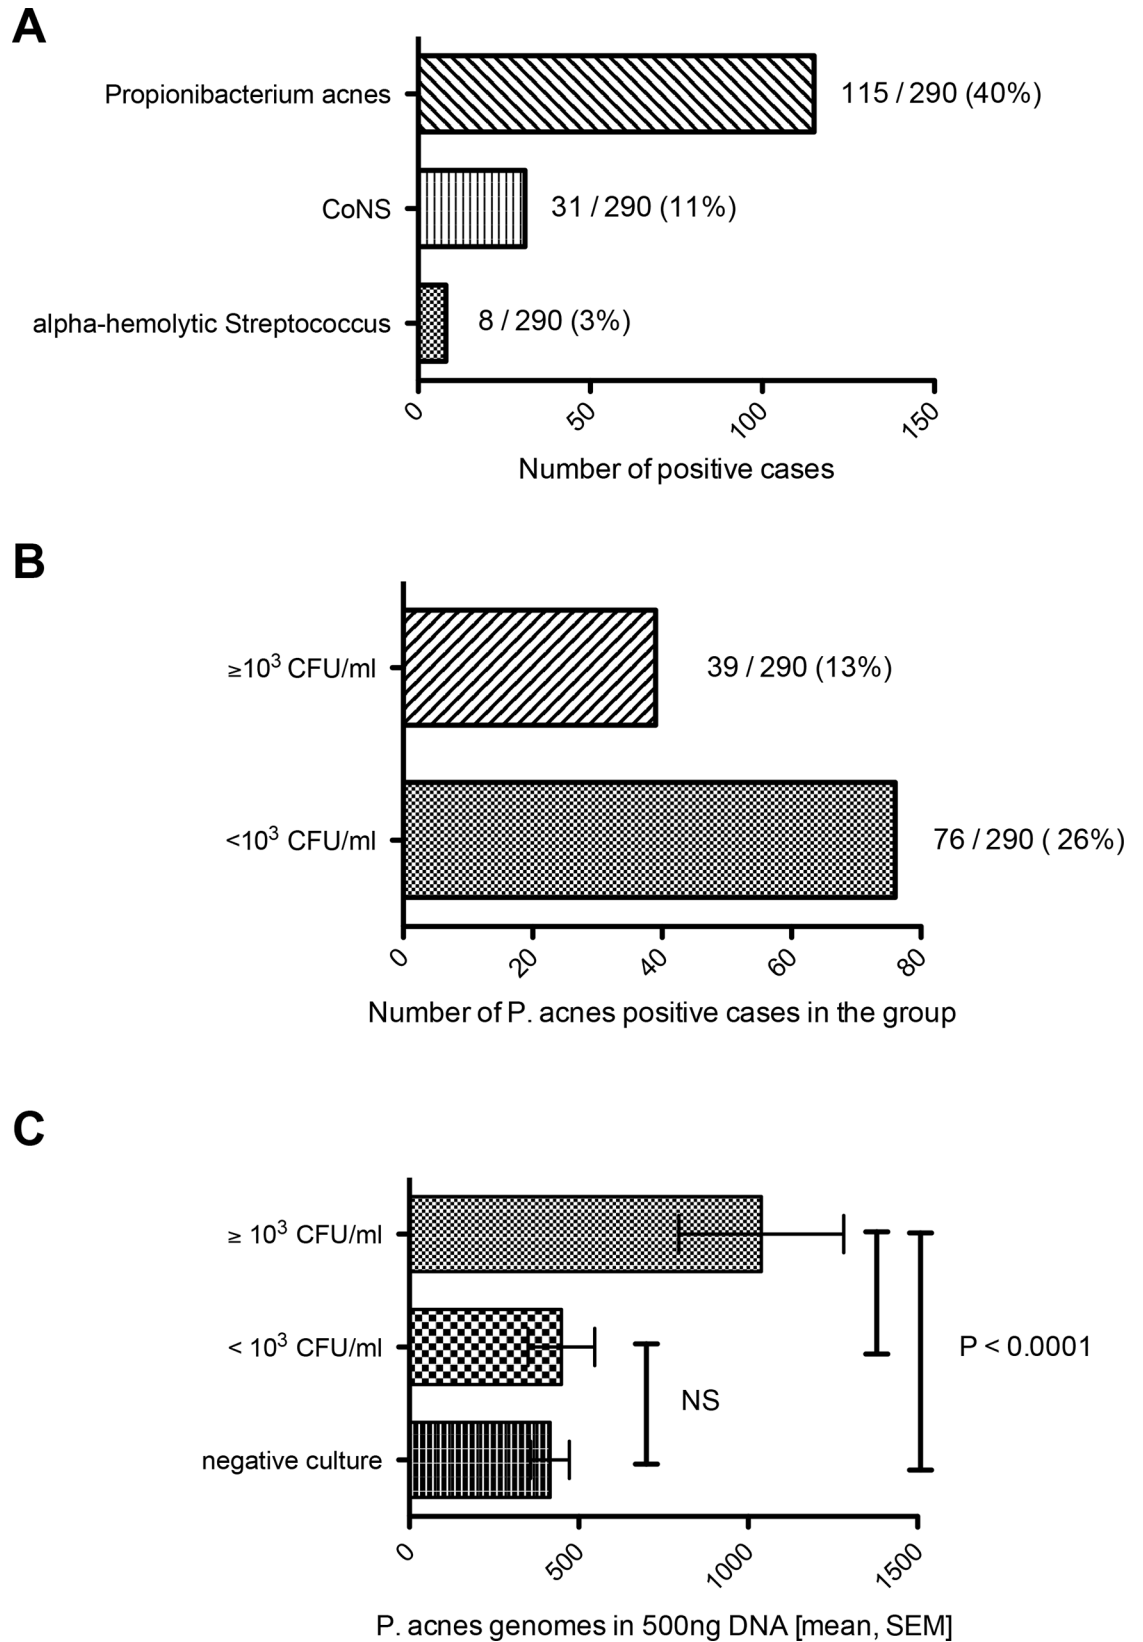 A
Propionibacterium acnes
115 / 290 (40%)
CoNS
31 / 290 (11%)
alpha-hemolytic Streptococcus
8 / 290 (3%)
0 50 100 150
Number of positive cases
B
≥10³ CFU/ml
39 / 290 (13%)
<10³ CFU/ml
76 / 290 ( 26%)
0 20 40 60 80
Number of P. acnes positive cases in the group
C
≥ 10³ CFU/ml
< 10³ CFU/ml
P < 0.0001
NS
negative culture
0 500 1000 1500
P. acnes genomes in 500ng DNA [mean, SEM]